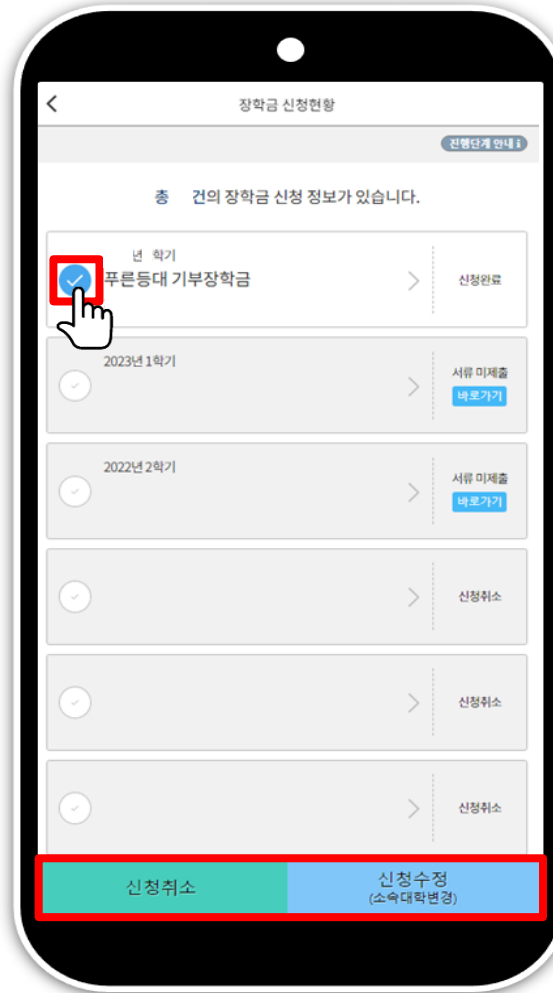 장학금 신청현황
진행단계 안내 i
총 건의 장학금 신청 정보가 있습니다.
년 학기
푸른등대 기부장학금
신청완료
2023년 1학기
서류 미제출
바로가기
2022년 2학기
서류 미제출
바로가기
신청취소
신청취소
신청취소
신청취소
신청수정
(소속대학변경)